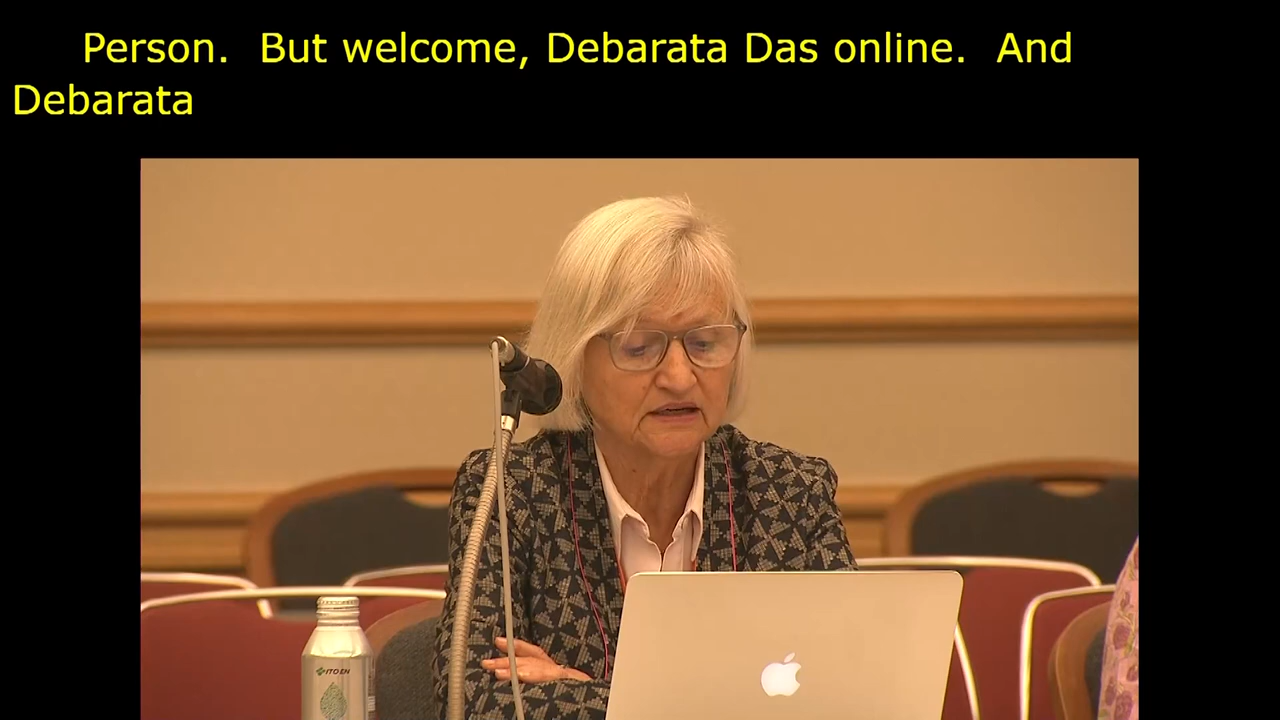 Person.  But welcome, Debarata Das online.  And
Debarata
ITO EN